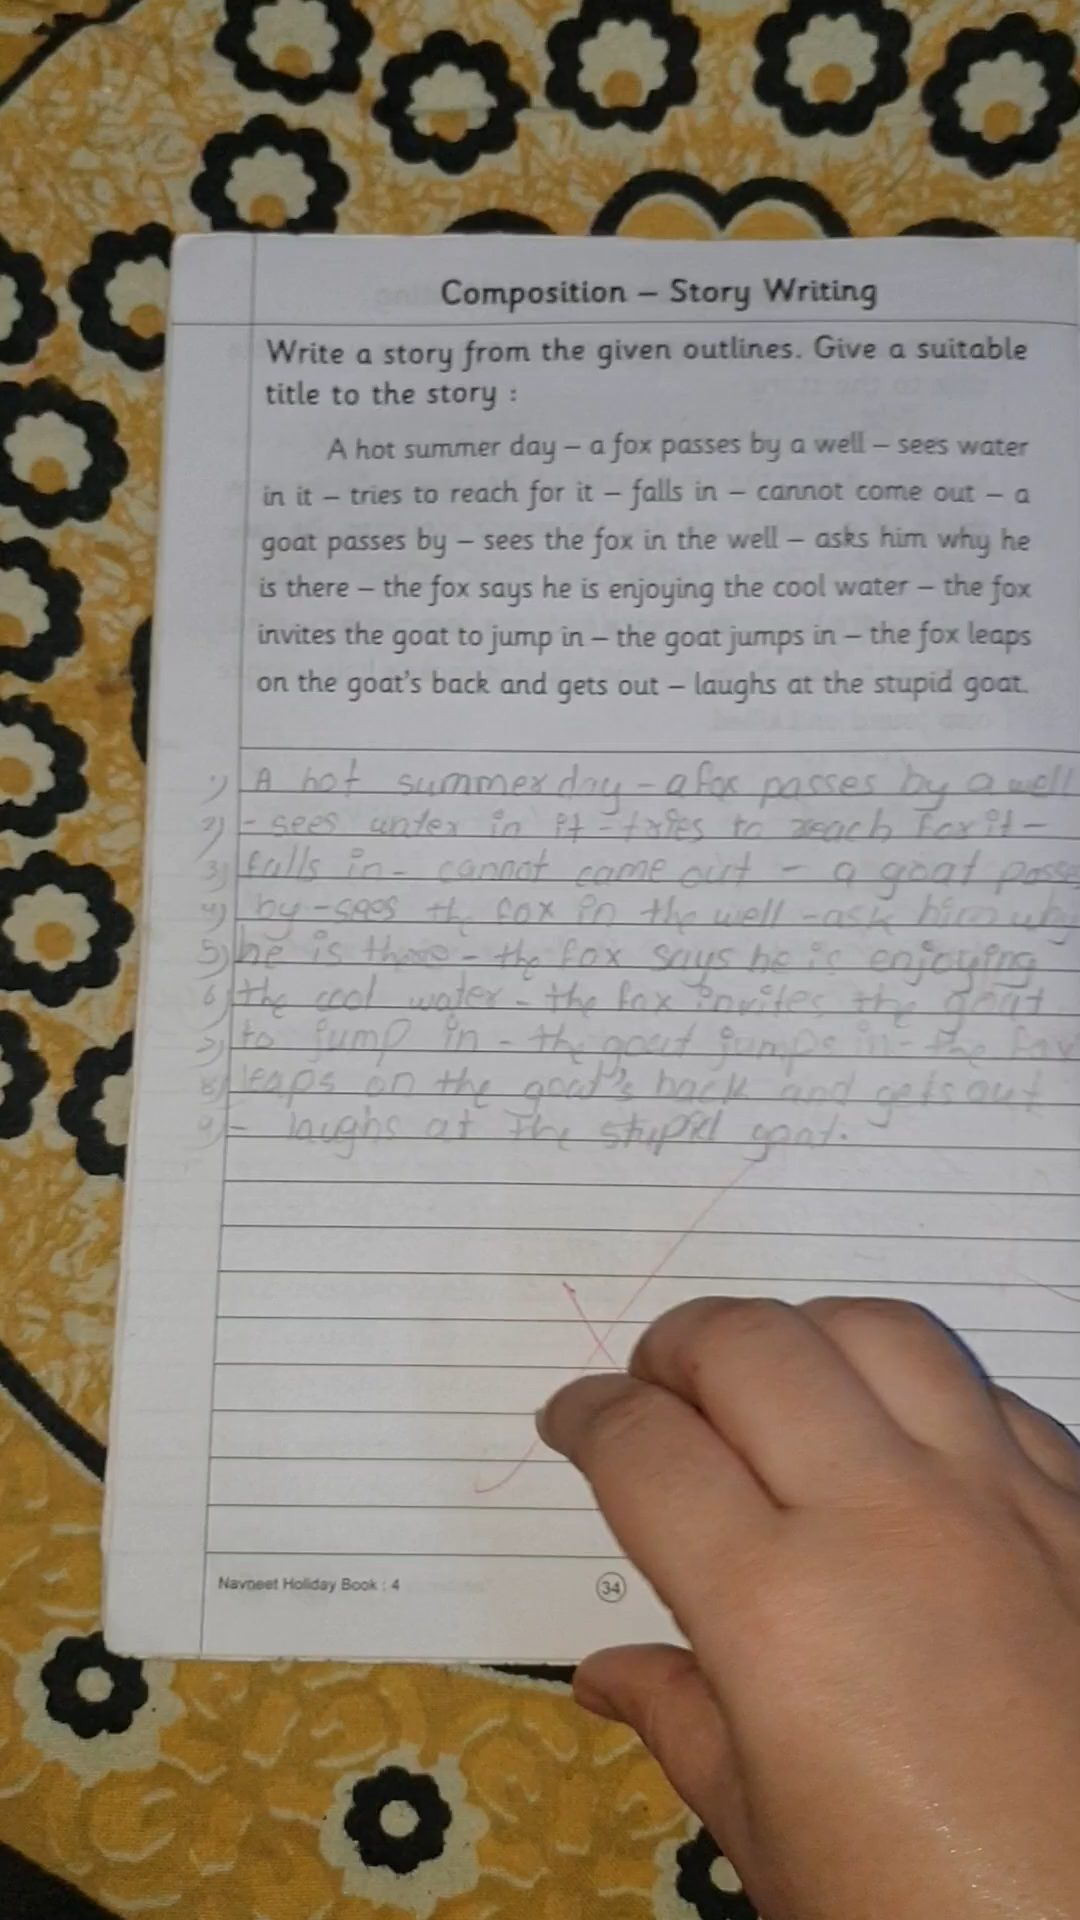 Composition – Story Writing
Write a story from the given outlines. Give a suitable
title to the story :
A hot summer day – a fox passes by a well – sees water
in it – tries to reach for it – falls in – cannot come out – a
goat passes by – sees the fox in the well – asks him why he
is there – the fox says he is enjoying the cool water – the fox
invites the goat to jump in – the goat jumps in – the fox leaps
on the goat's back and gets out – laughs at the stupid goat.
1) A hot summer day - a fox passes by a well
2) - sees water in it - tries to reach for it -
3) falls in - cannot came out - a goat passe
4) by - sees the fox in the well - ask him why
5) he is there - the fox says he is enjoying
6) the cool water - the fox invites the goat
7) to jump in - the goat jumps in - the fox
8) leaps on the goat's back and gets out
9) - laughs at the stupid goat.
Navneet Holiday Book : 4
34